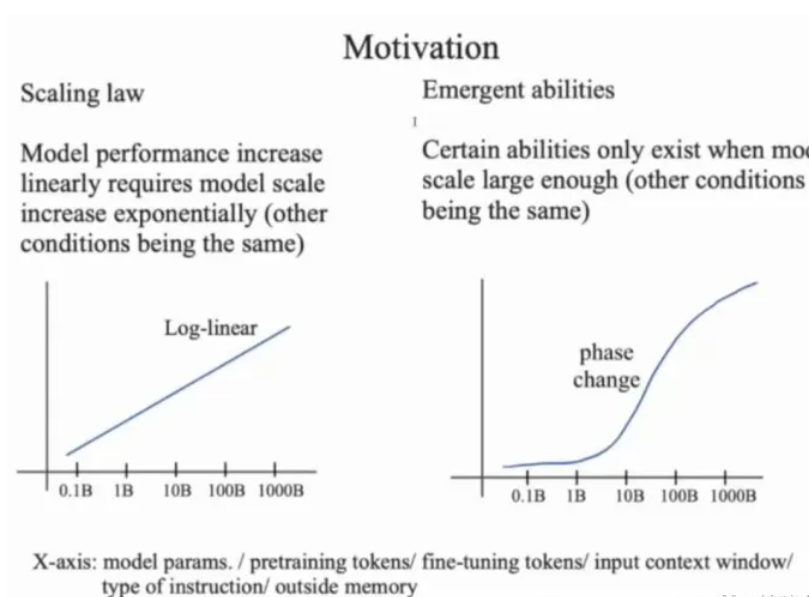 Motivation
Scaling law
Model performance increase
linearly requires model scale
increase exponentially (other
conditions being the same)
Log-linear
0.1B 1B 10B 100B 1000B
Emergent abilities
Certain abilities only exist when
scale large enough (other conditions
being the same)
phase
change
0.1B 1B 10B 100B 1000B
X-axis: model params. / pretraining tokens/ fine-tuning tokens/ input context window/
type of instruction/ outside memory